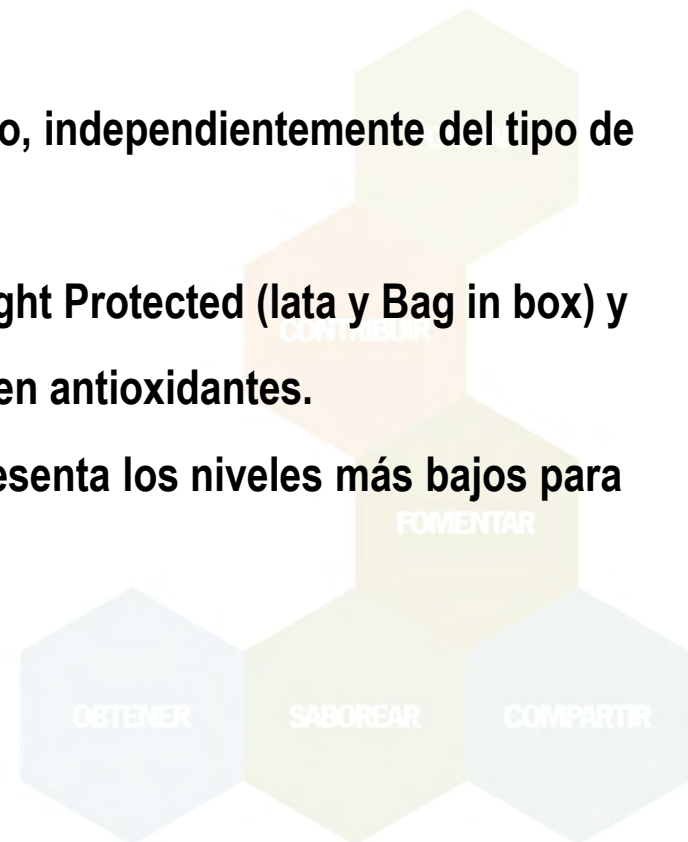 o, independientemente del tipo de
ght Protected (lata y Bag in box) y
CONTRIBUIR
en antioxidantes.
esenta los niveles más bajos para
FOMENTAR
OBTENER SABOREAR COMPARTIR